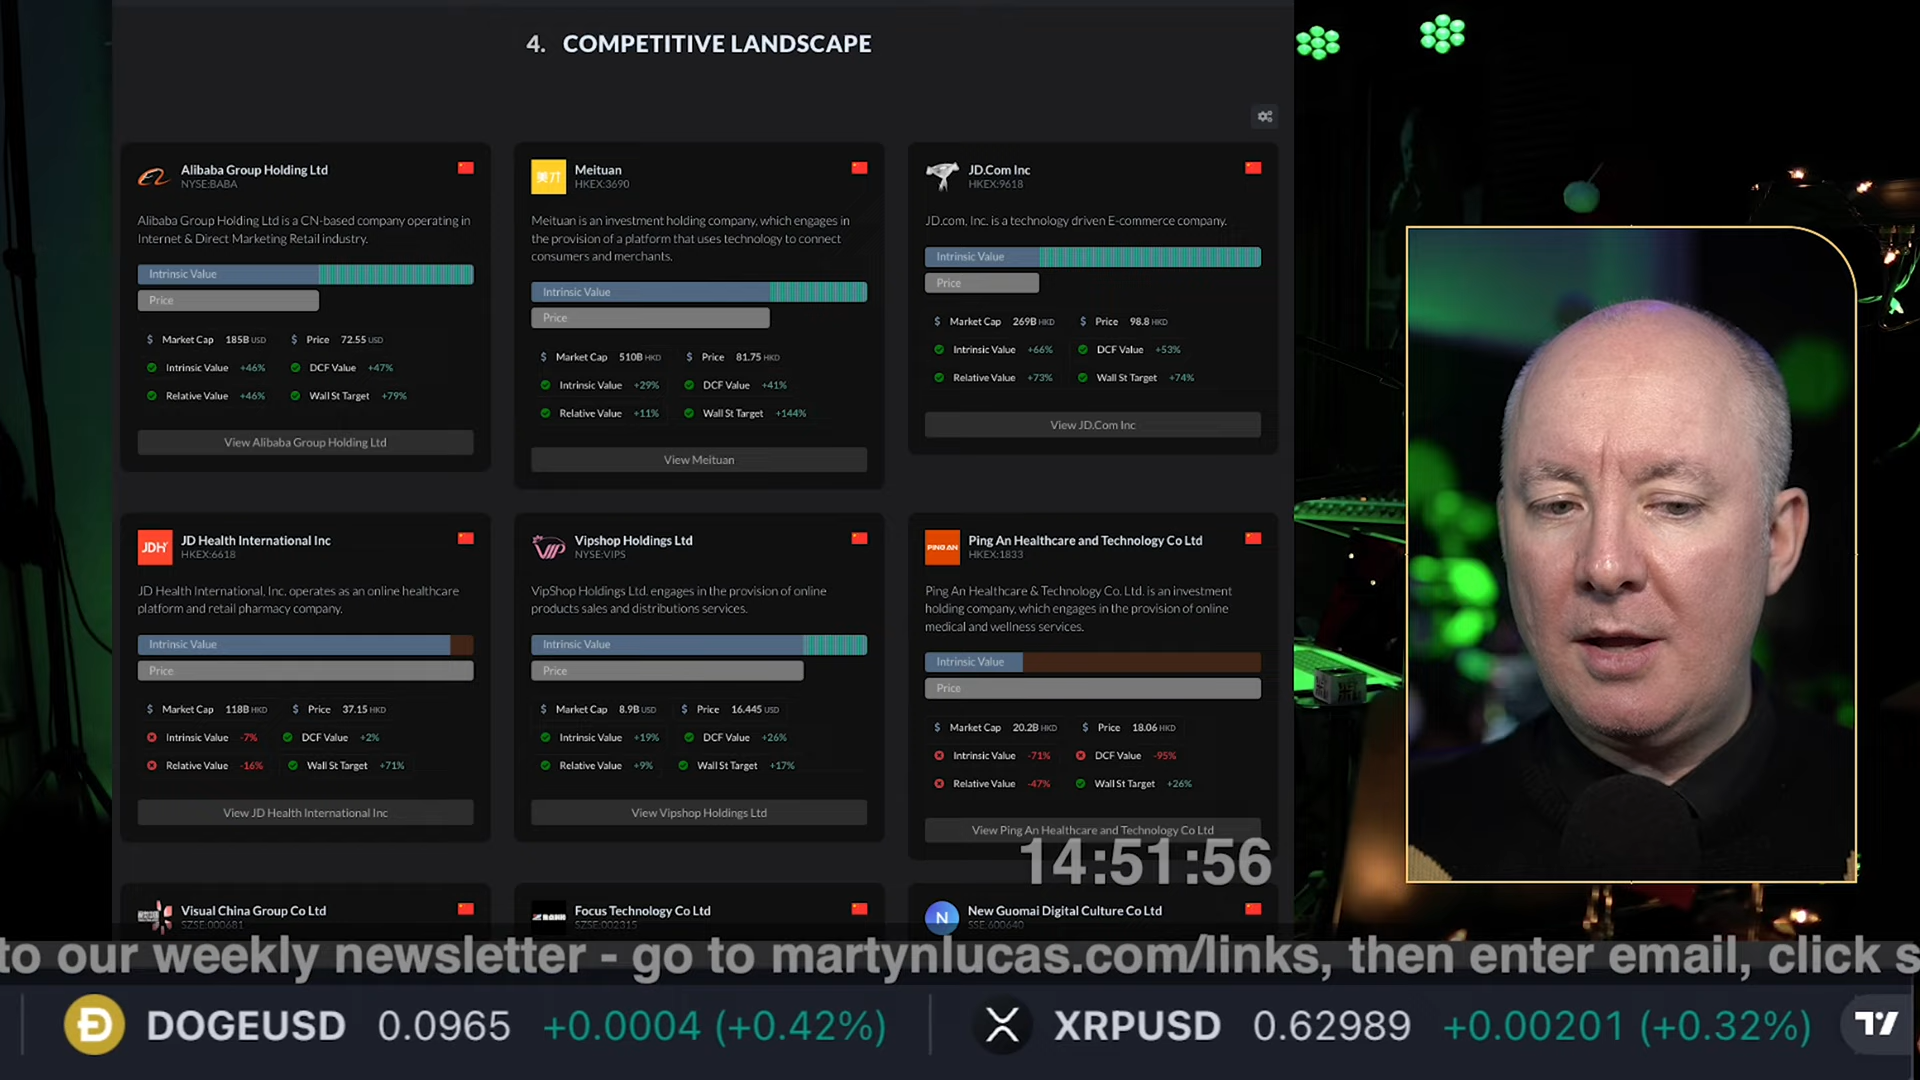 4. COMPETITIVE LANDSCAPE
Alibaba Group Holding Ltd
NYSE:BABA
Alibaba Group Holding Ltd is a CN-based company operating in
Internet & Direct Marketing Retail industry.
Intrinsic Value
Price
$ Market Cap 185B USD $ Price 72.55 USD
Intrinsic Value +46% DCF Value +47%
Relative Value +46% Wall St Target +79%
View Alibaba Group Holding Ltd
Meituan
HKEX:3690
Meituan is an investment holding company, which engages in
the provision of a platform that uses technology to connect
consumers and merchants.
Intrinsic Value
Price
$ Market Cap 510B HKD $ Price 81.75 HKD
Intrinsic Value +29% DCF Value +41%
Relative Value +11% Wall St Target +144%
View Meituan
JD.Com Inc
HKEX:9618
JD.com, Inc. is a technology driven E-commerce company.
Intrinsic Value
Price
$ Market Cap 269B HKD $ Price 98.8 HKD
Intrinsic Value +66% DCF Value +53%
Relative Value +73% Wall St Target +74%
View JD.Com Inc
JDH
JD Health International Inc
HKEX:6618
JD Health International, Inc. operates as an online healthcare
platform and retail pharmacy company.
Intrinsic Value
Price
$ Market Cap 118B HKD $ Price 37.15 HKD
Intrinsic Value -7% DCF Value +2%
Relative Value -16% Wall St Target +71%
View JD Health International Inc
VIP
Vipshop Holdings Ltd
NYSE:VIPS
VipShop Holdings Ltd. engages in the provision of online
products sales and distributions services.
Intrinsic Value
Price
$ Market Cap 8.9B USD $ Price 16.445 USD
Intrinsic Value +19% DCF Value +26%
Relative Value +9% Wall St Target +17%
View Vipshop Holdings Ltd
PING AN
Ping An Healthcare and Technology Co Ltd
HKEX:1833
Ping An Healthcare & Technology Co. Ltd. is an investment
holding company, which engages in the provision of online
medical and wellness services.
Intrinsic Value
Price
$ Market Cap 20.2B HKD $ Price 18.06 HKD
Intrinsic Value -71% DCF Value -95%
Relative Value -47% Wall St Target +26%
View Ping An Healthcare and Technology Co Ltd
14:51:56
Visual China Group Co Ltd
SZSE:000681
Focus Technology Co Ltd
SZSE:002315
N
New Guomai Digital Culture Co Ltd
SSE:600640
to our weekly newsletter - go to martynlucas.com/links, then enter email, click s
DOGEUSD 0.0965 +0.0004 (+0.42%) XRPUSD 0.62989 +0.00201 (+0.32%)